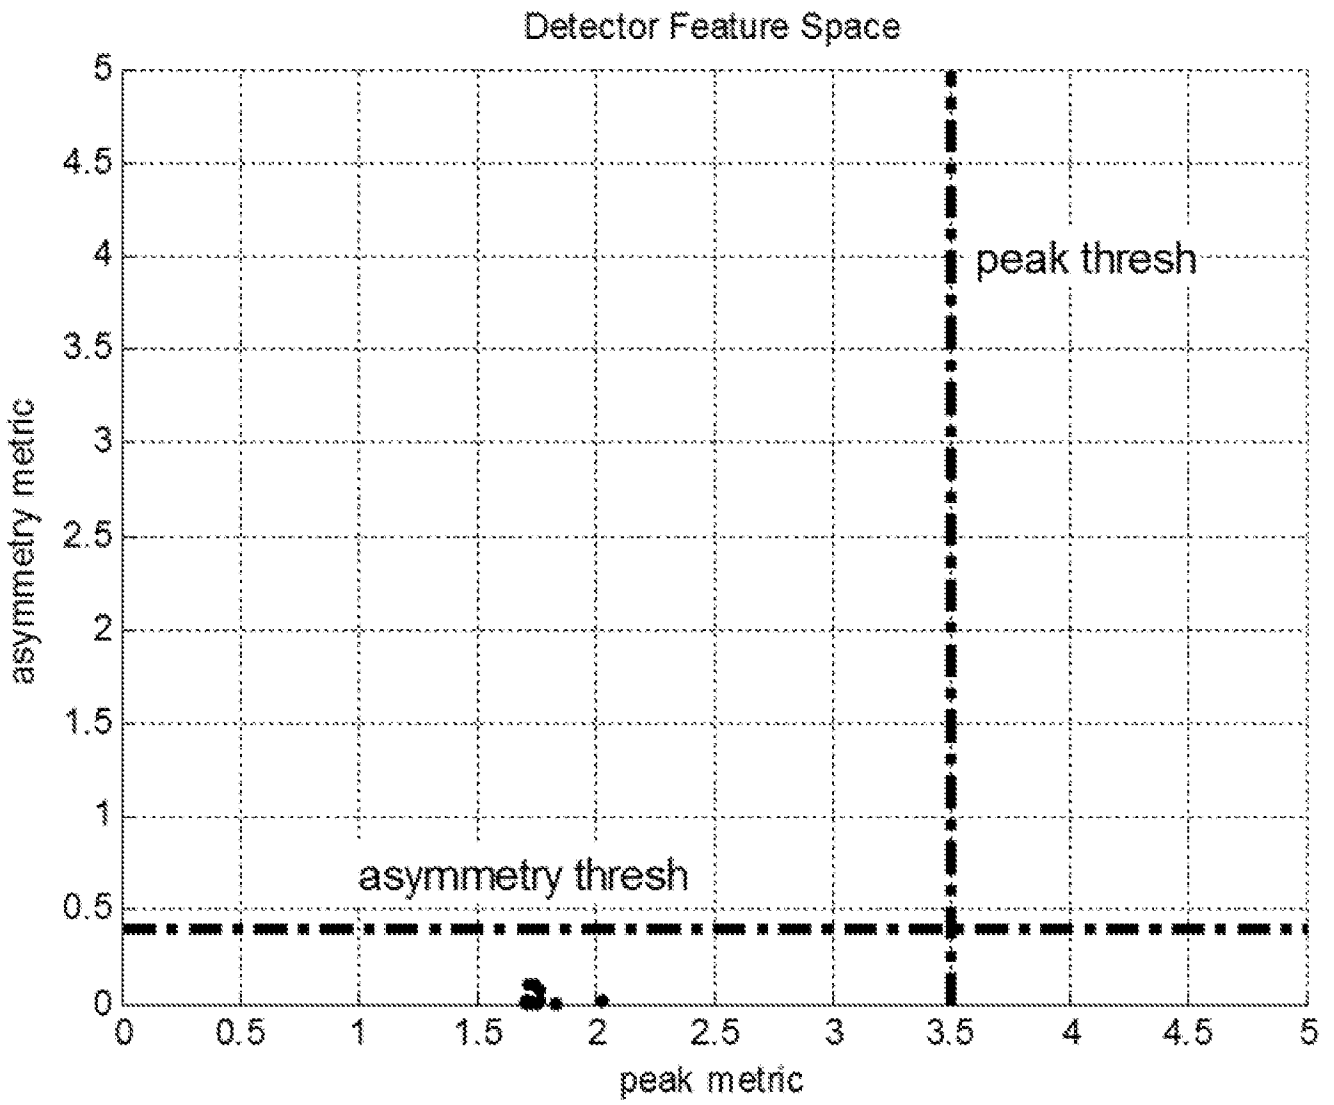 Detector Feature Space
5
4.5
4
3.5
3
2.5
2
1.5
1
0.5
0
asymmetry metric
peak thresh
asymmetry thresh
0 0.5 1 1.5 2 2.5 3 3.5 4 4.5 5
peak metric